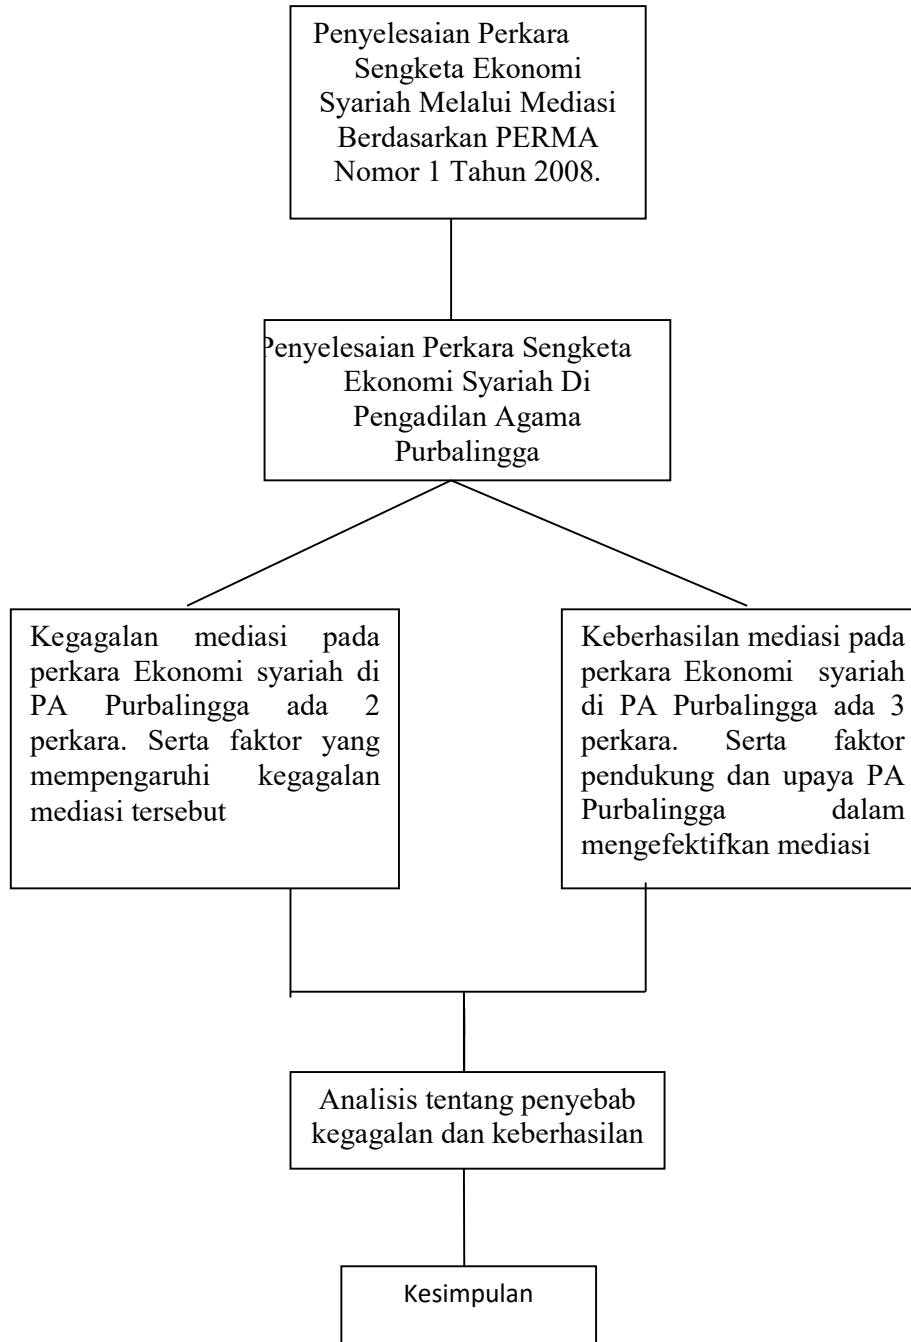 Penyelesaian Perkara
Sengketa Ekonomi
Syariah Melalui Mediasi
Berdasarkan PERMA
Nomor 1 Tahun 2008.
Penyelesaian Perkara Sengketa
Ekonomi Syariah Di
Pengadilan Agama
Purbalingga
Kegagalan mediasi pada
perkara Ekonomi syariah di
PA Purbalingga ada 2
perkara. Serta faktor yang
mempengaruhi kegagalan
mediasi tersebut
Keberhasilan mediasi pada
perkara Ekonomi syariah
di PA Purbalingga ada 3
perkara. Serta faktor
pendukung dan upaya PA
Purbalingga dalam
mengefektifkan mediasi
Analisis tentang penyebab
kegagalan dan keberhasilan
Kesimpulan